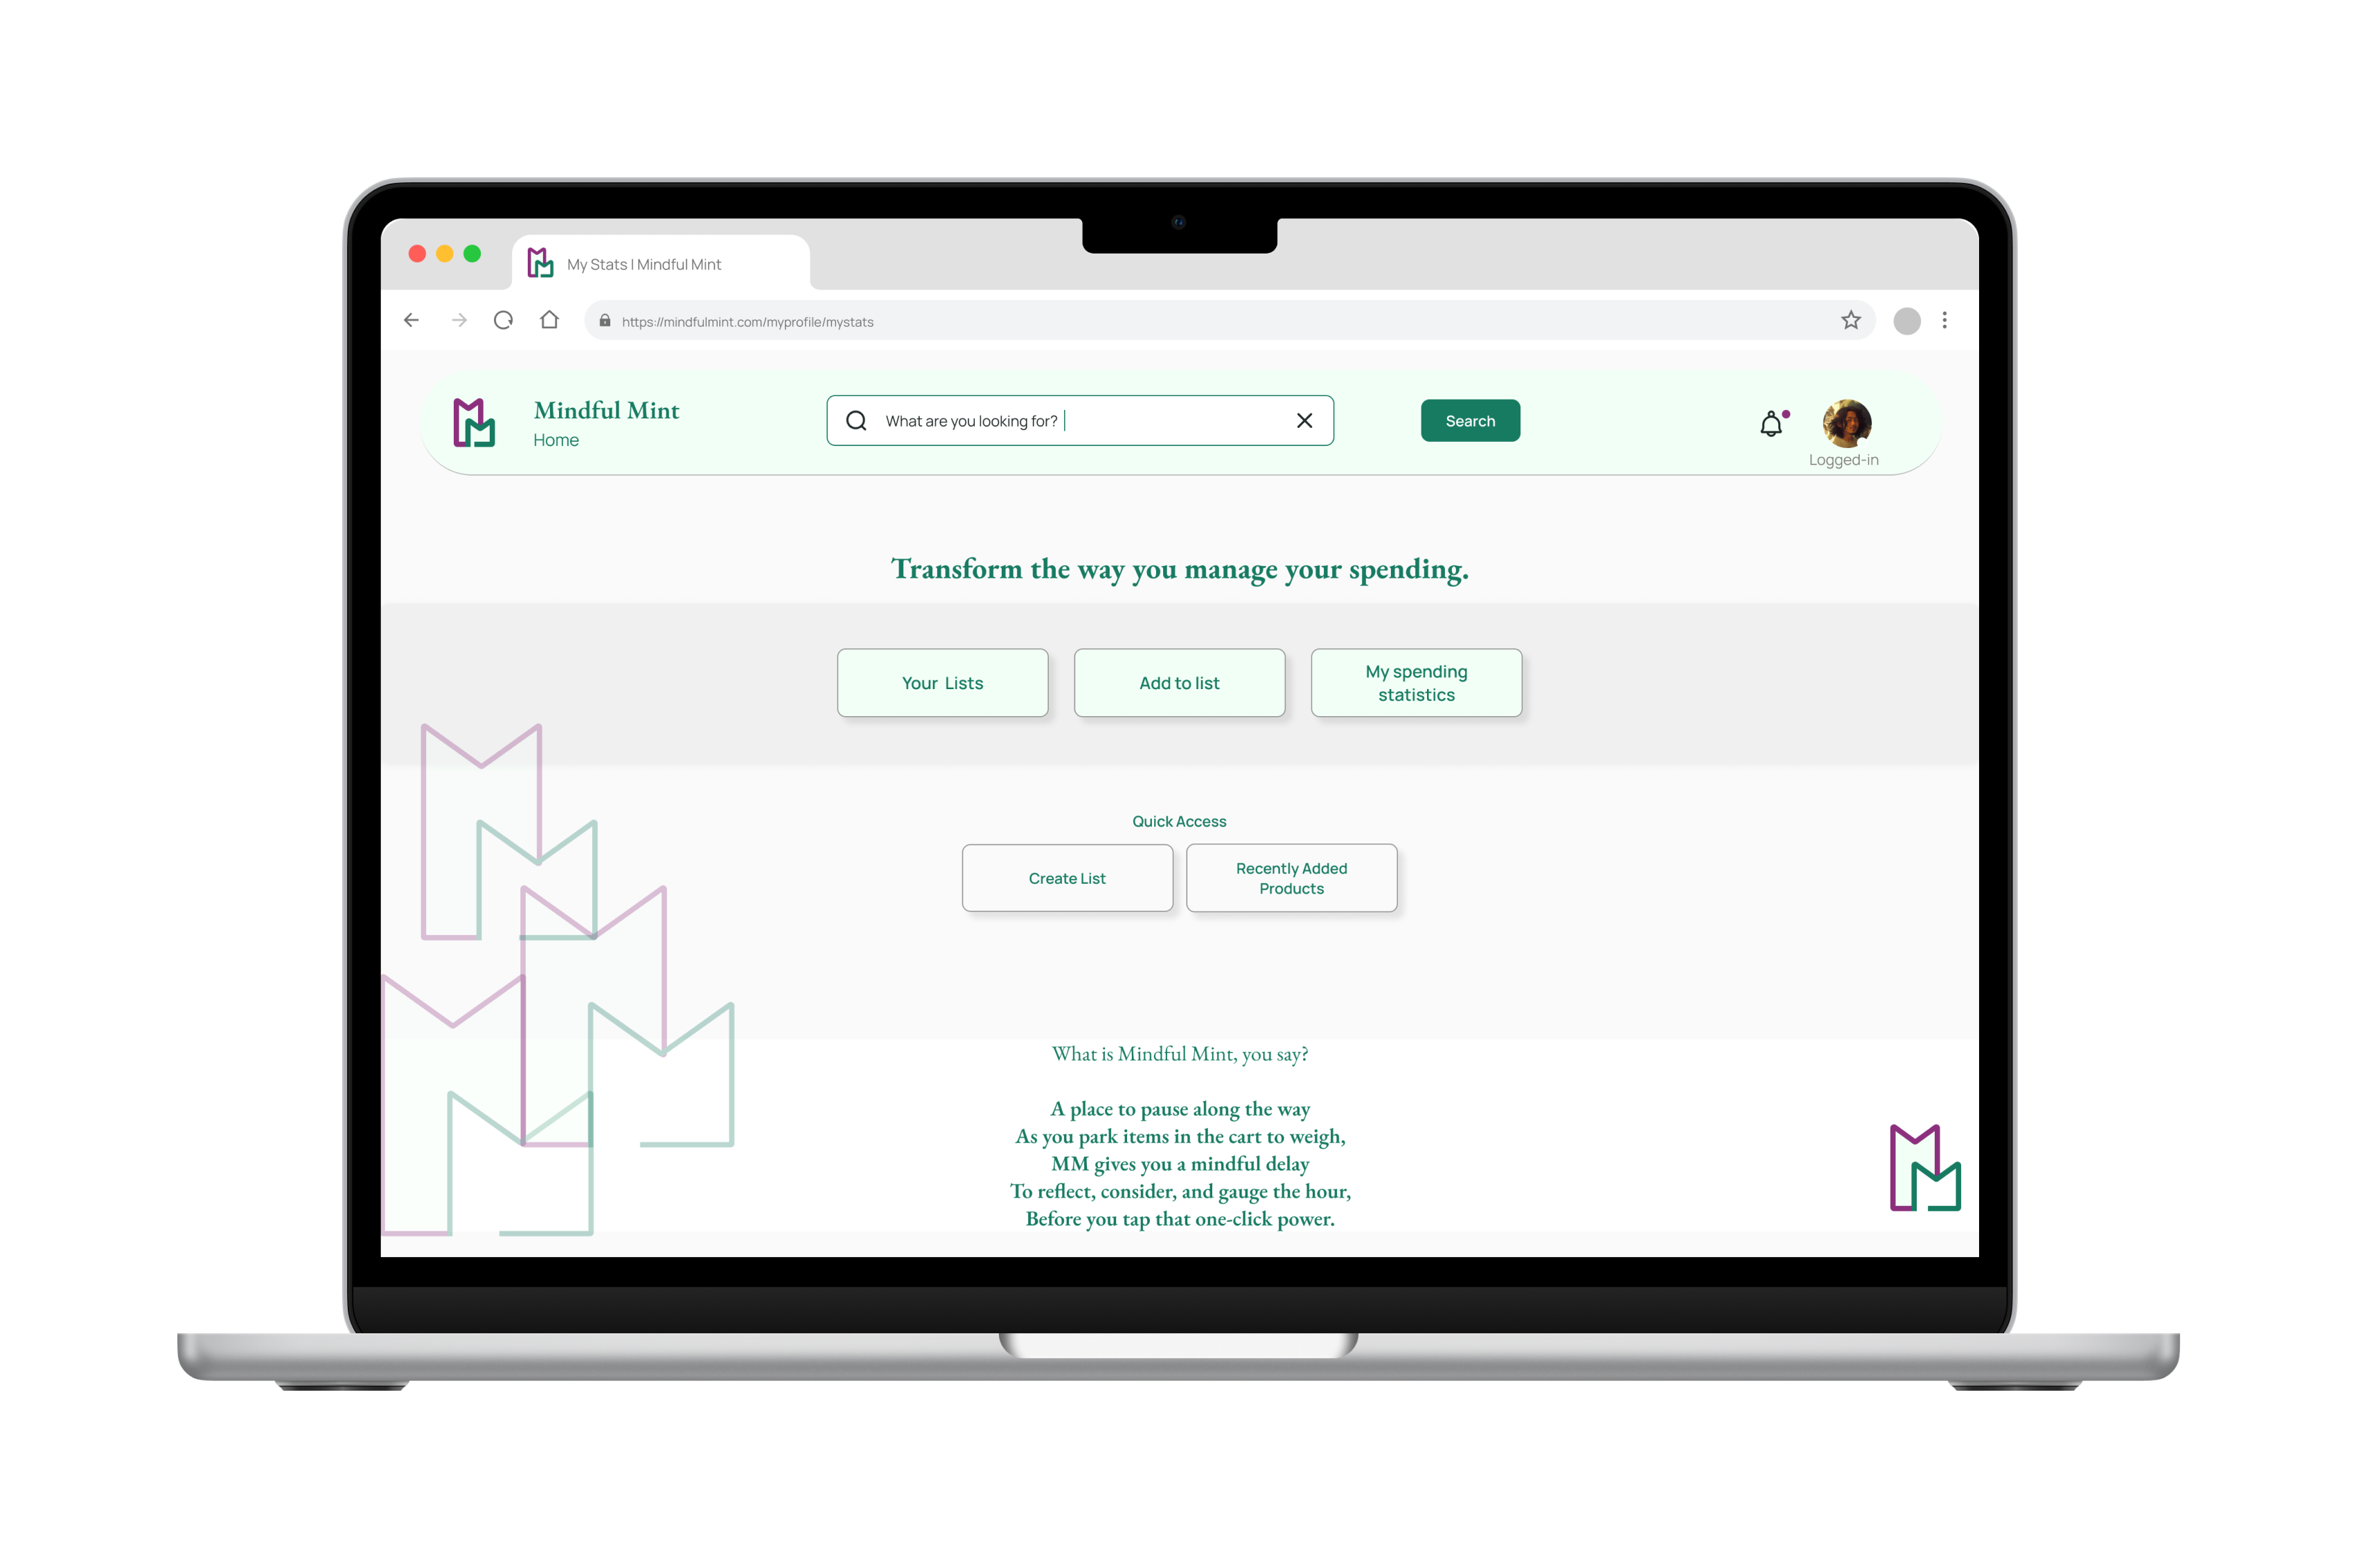 My Stats | Mindful Mint
https://mindfulmint.com/myprofile/mystats
Mindful Mint
Home
What are you looking for?
Search
Logged-in
Transform the way you manage your spending.
Your Lists
Add to list
My spending
statistics
Quick Access
Create List
Recently Added
Products
What is Mindful Mint, you say?
A place to pause along the way
As you park items in the cart to weigh,
MM gives you a mindful delay
To reflect, consider, and gauge the hour,
Before you tap that one-click power.